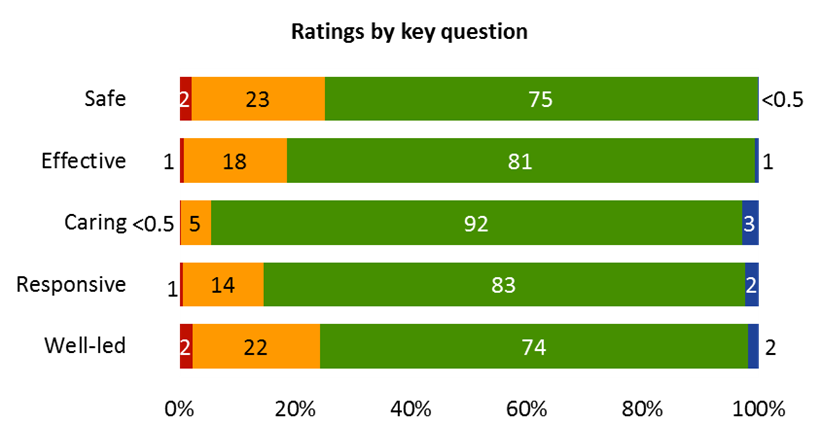 Ratings by key question
Safe 2 23 75 <0.5
Effective 1 18 81 1
Caring <0.5 5 92 3
Responsive 1 14 83 2
Well-led 2 22 74 2
0% 20% 40% 60% 80% 100%